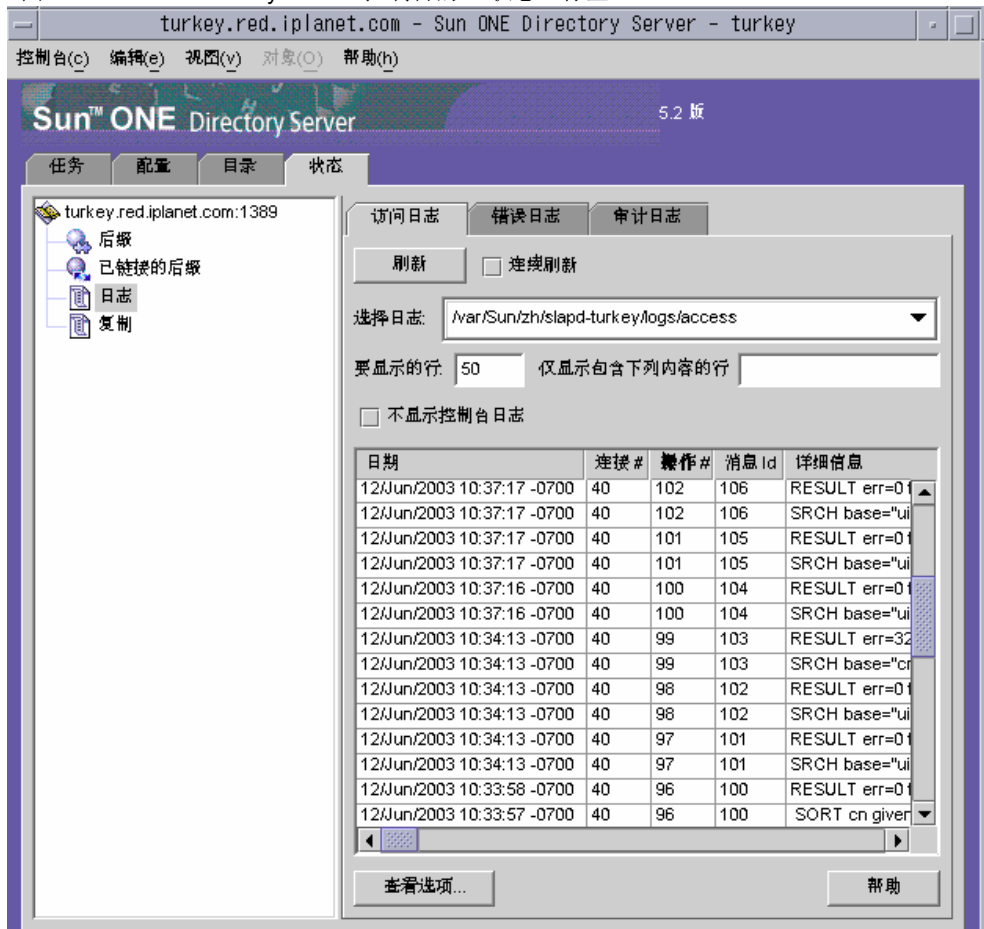 turkey.red.iplanet.com - Sun ONE Directory Server - turkey
控制台(c) 编辑(e) 视图(v) 对象(O) 帮助(h)
Sun™ ONE Directory Server 5.2 版
任务 配置 目录 状态
turkey.red.iplanet.com:1389
后缀
已链接的后缀
日志
复制
访问日志 错误日志 审计日志
刷新 连续刷新
选择日志: /var/Sun/zh/slapd-turkey/logs/access
要显示的行: 50 仅显示包含下列内容的行
不显示控制台日志
日期 连接 # 操作 # 消息 Id 详细信息
12/Jun/2003 10:37:17 -0700 40 102 106 RESULT err=0
12/Jun/2003 10:37:17 -0700 40 102 106 SRCH base="ui
12/Jun/2003 10:37:17 -0700 40 101 105 RESULT err=0
12/Jun/2003 10:37:17 -0700 40 101 105 SRCH base="ui
12/Jun/2003 10:37:16 -0700 40 100 104 RESULT err=0
12/Jun/2003 10:37:16 -0700 40 100 104 SRCH base="ui
12/Jun/2003 10:34:13 -0700 40 99 103 RESULT err=32
12/Jun/2003 10:34:13 -0700 40 99 103 SRCH base="cr
12/Jun/2003 10:34:13 -0700 40 98 102 RESULT err=0
12/Jun/2003 10:34:13 -0700 40 98 102 SRCH base="ui
12/Jun/2003 10:34:13 -0700 40 97 101 RESULT err=0
12/Jun/2003 10:34:13 -0700 40 97 101 SRCH base="ui
12/Jun/2003 10:33:58 -0700 40 96 100 RESULT err=0
12/Jun/2003 10:33:57 -0700 40 96 100 SORT cn giver
查看选项... 帮助